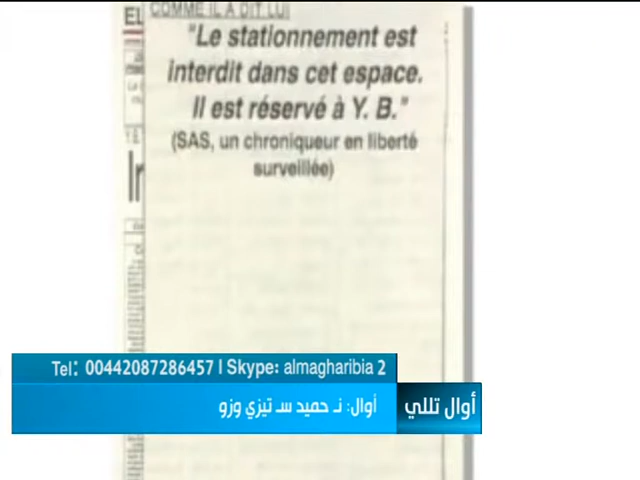 EL
COMME IL A DIT LUI
"Le stationnement est
interdit dans cet espace.
Il est réservé à Y. B."
(SAS, un chroniqueur en liberté
surveillée)
Tel: 00442087286457 | Skype: almagharibia 2
أوال: نـ حميد سـ تيزي وزو
أوال تللي